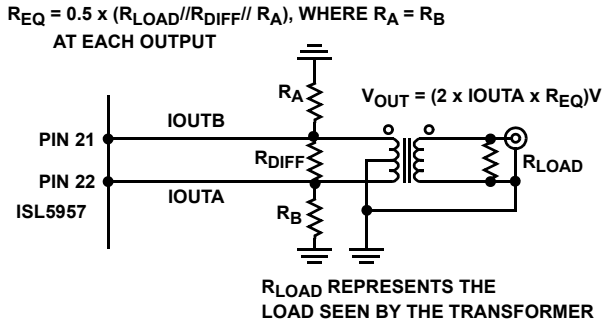 R_EQ = 0.5 x (R_LOAD//R_DIFF// R_A), WHERE R_A = R_B
AT EACH OUTPUT
R_A
V_OUT = (2 x IOUTA x R_EQ)V
IOUTB
PIN 21
R_DIFF
R_LOAD
PIN 22
IOUTA
ISL5957
R_B
R_LOAD REPRESENTS THE
LOAD SEEN BY THE TRANSFORMER